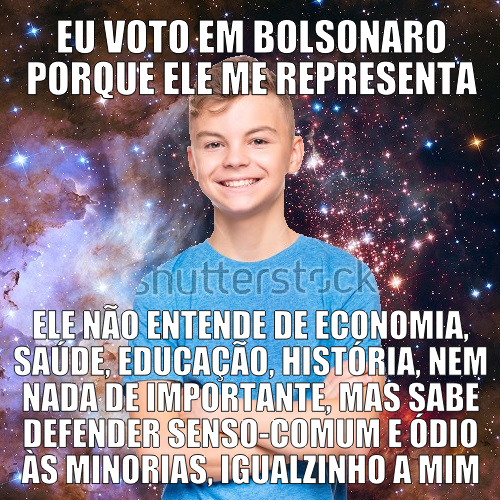 EU VOTO EM BOLSONARO
PORQUE ELE ME REPRESENTA
shutterstock
ELE NÃO ENTENDE DE ECONOMIA,
SAÚDE, EDUCAÇÃO, HISTÓRIA, NEM
NADA DE IMPORTANTE, MAS SABE
DEFENDER SENSO-COMUM E ÓDIO
ÀS MINORIAS, IGUALZINHO A MIM